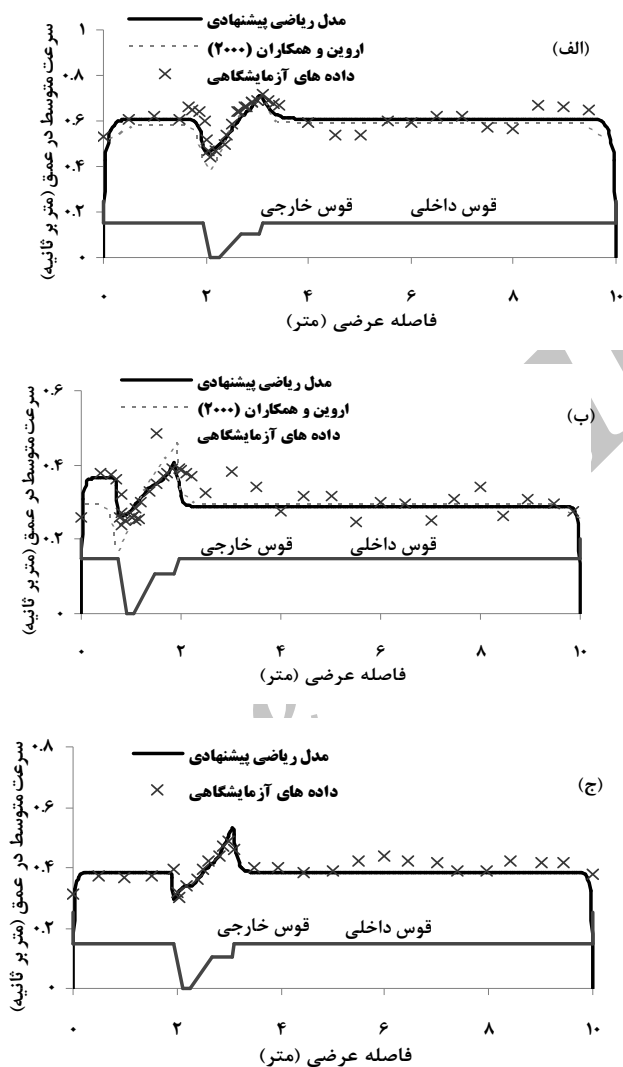 مدل ریاضی پیشنهادی
اروین و همکاران (۲۰۰۰)
داده های آزمایشگاهی
(الف)
سرعت متوسط در عمق (متر بر ثانیه)
۱
۰.۸
۰.۶
۰.۴
۰.۲
۰
قوس خارجی
قوس داخلی
۰ ۲ ۴ ۶ ۸ ۱۰
فاصله عرضی (متر)
مدل ریاضی پیشنهادی
اروین و همکاران (۲۰۰۰)
داده های آزمایشگاهی
(ب)
سرعت متوسط در عمق (متر بر ثانیه)
۰.۶
۰.۴
۰.۲
۰
قوس خارجی
قوس داخلی
۰ ۲ ۴ ۶ ۸ ۱۰
فاصله عرضی (متر)
مدل ریاضی پیشنهادی
داده های آزمایشگاهی
(ج)
سرعت متوسط در عمق (متر بر ثانیه)
۰.۸
۰.۶
۰.۴
۰.۲
۰
قوس خارجی
قوس داخلی
۰ ۲ ۴ ۶ ۸ ۱۰
فاصله عرضی (متر)